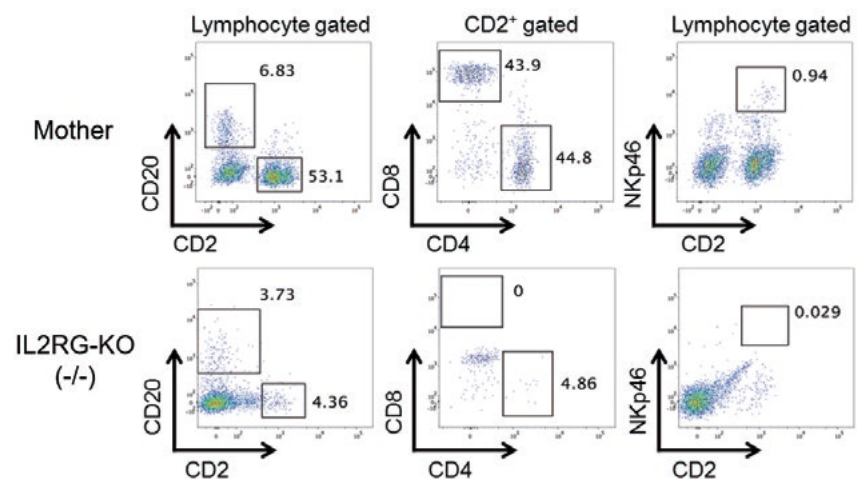 Lymphocyte gated
CD2⁺ gated
Lymphocyte gated
Mother
6.83
53.1
CD20
CD2
43.9
44.8
CD8
CD4
0.94
NKp46
CD2
IL2RG-KO
(-/-)
3.73
4.36
CD20
CD2
0
4.86
CD8
CD4
0.029
NKp46
CD2